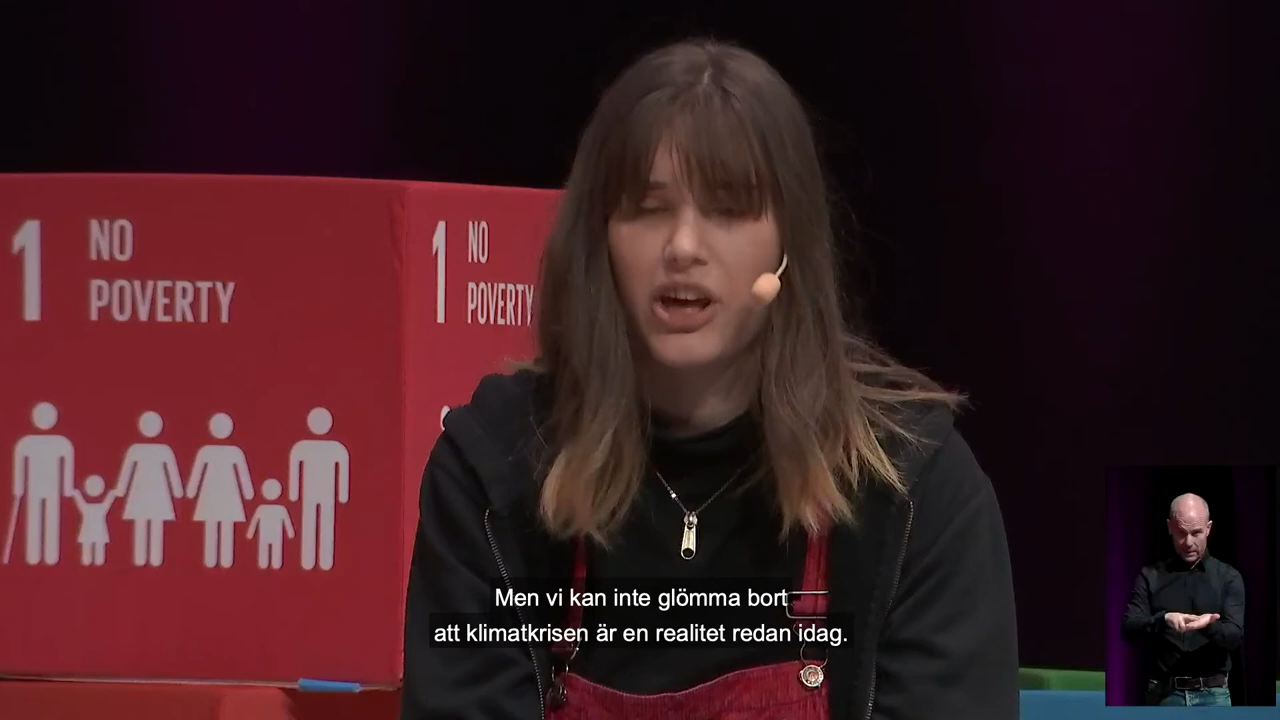 1 NO
POVERTY
1 NO
POVERTY
Men vi kan inte glömma bort
att klimatkrisen är en realitet redan idag.